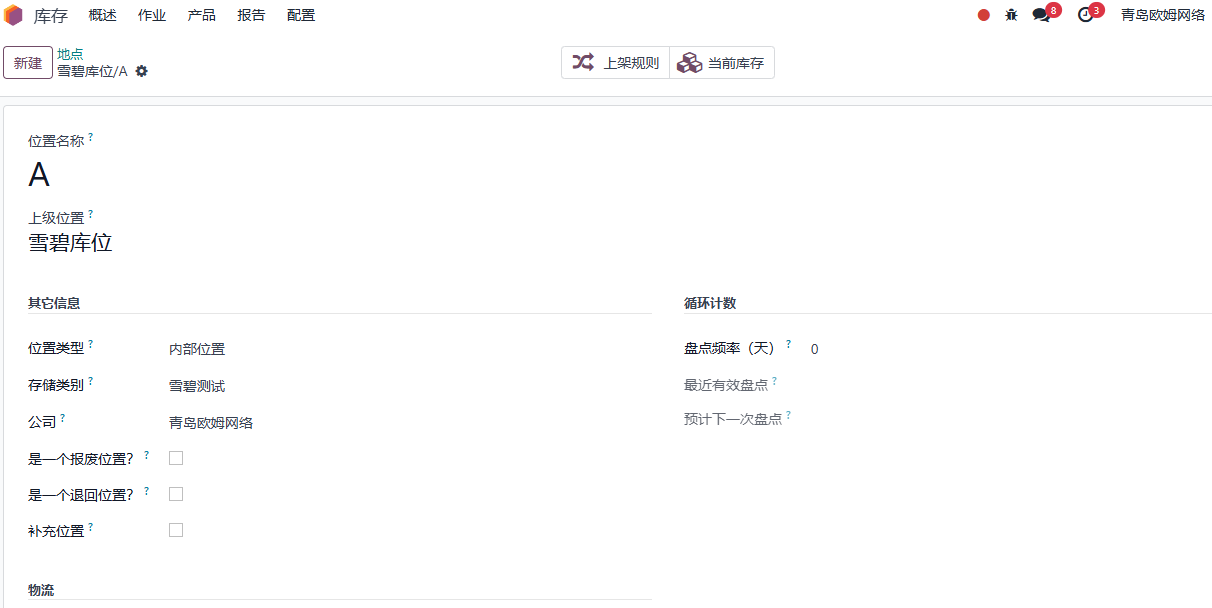 库存 概述 作业 产品 报告 配置 8 3 青岛欧姆网络
新建 地点
雪碧库位/A
上架规则 当前库存
位置名称 ?
A
上级位置 ?
雪碧库位
其它信息
位置类型 ? 内部位置
存储类别 ? 雪碧测试
公司 ? 青岛欧姆网络
是一个报废位置? ?
是一个退回位置? ?
补充位置 ?
物流
循环计数
盘点频率（天） ? 0
最近有效盘点 ?
预计下一次盘点 ?